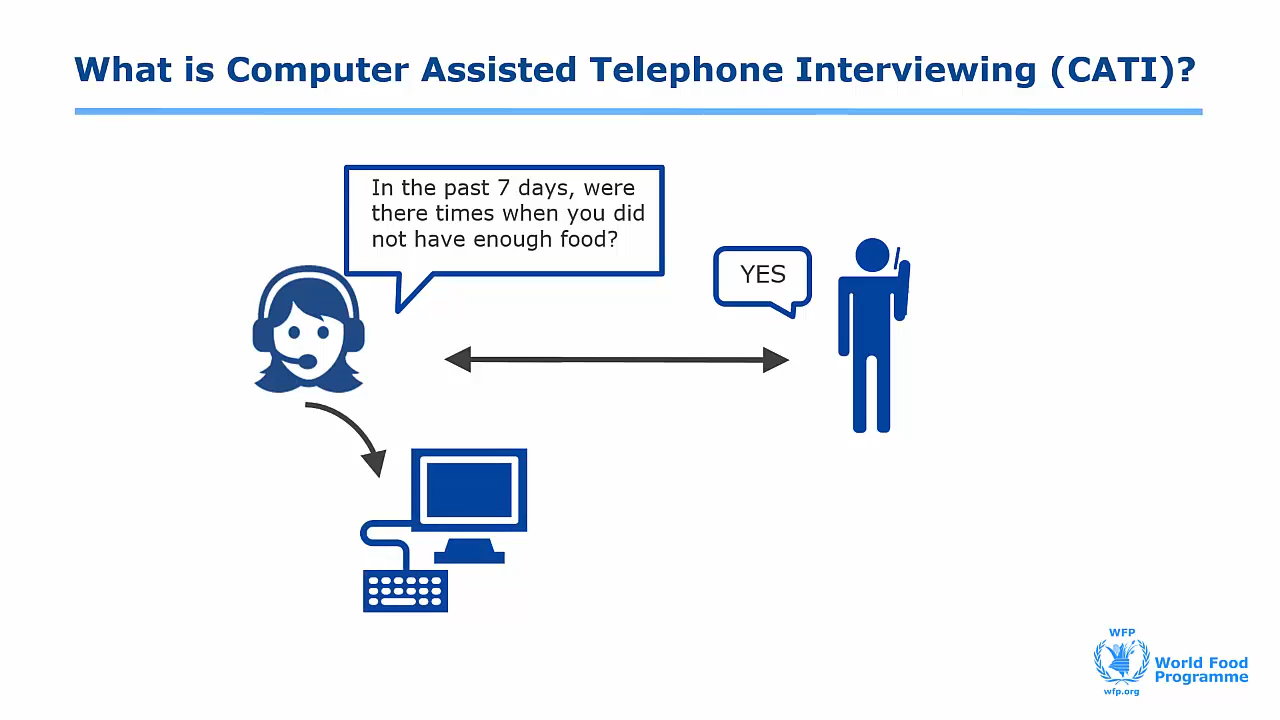 What is Computer Assisted Telephone Interviewing (CATI)?
In the past 7 days, were
there times when you did
not have enough food?
YES
WFP
World Food
Programme
wfp.org